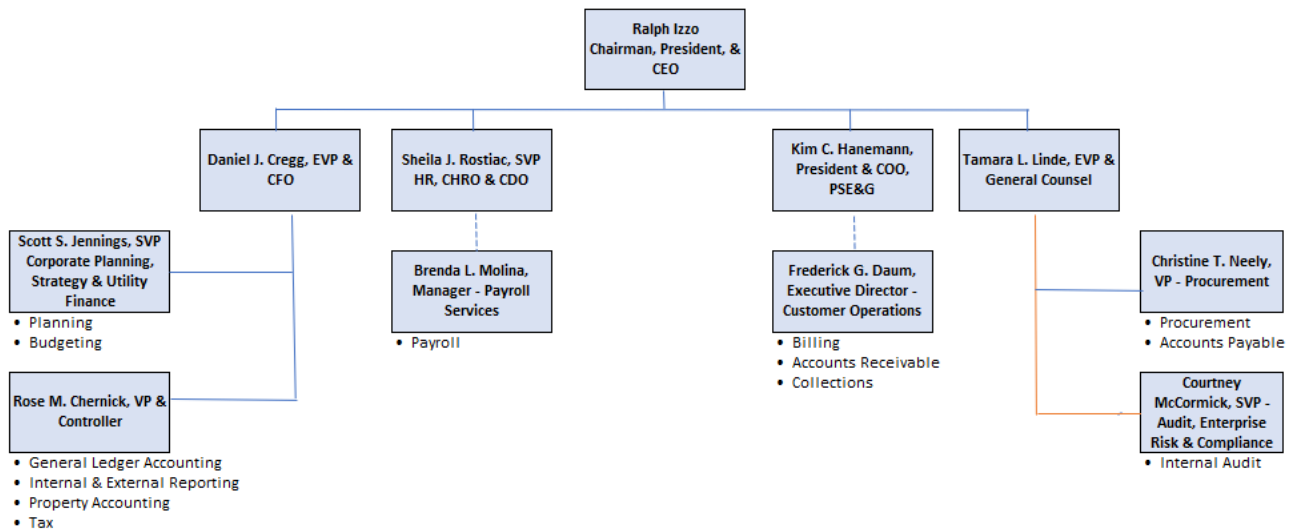 Ralph Izzo
Chairman, President, &
CEO
Daniel J. Cregg, EVP &
CFO
Sheila J. Rostiac, SVP
HR, CHRO & CDO
Kim C. Hanemann,
President & COO,
PSE&G
Tamara L. Linde, EVP &
General Counsel
Scott S. Jennings, SVP
Corporate Planning,
Strategy & Utility
Finance
• Planning
• Budgeting
Brenda L. Molina,
Manager - Payroll
Services
• Payroll
Frederick G. Daum,
Executive Director -
Customer Operations
• Billing
• Accounts Receivable
• Collections
Christine T. Neely,
VP - Procurement
• Procurement
• Accounts Payable
Rose M. Chernick, VP &
Controller
• General Ledger Accounting
• Internal & External Reporting
• Property Accounting
• Tax
Courtney
McCormick, SVP -
Audit, Enterprise
Risk & Compliance
• Internal Audit